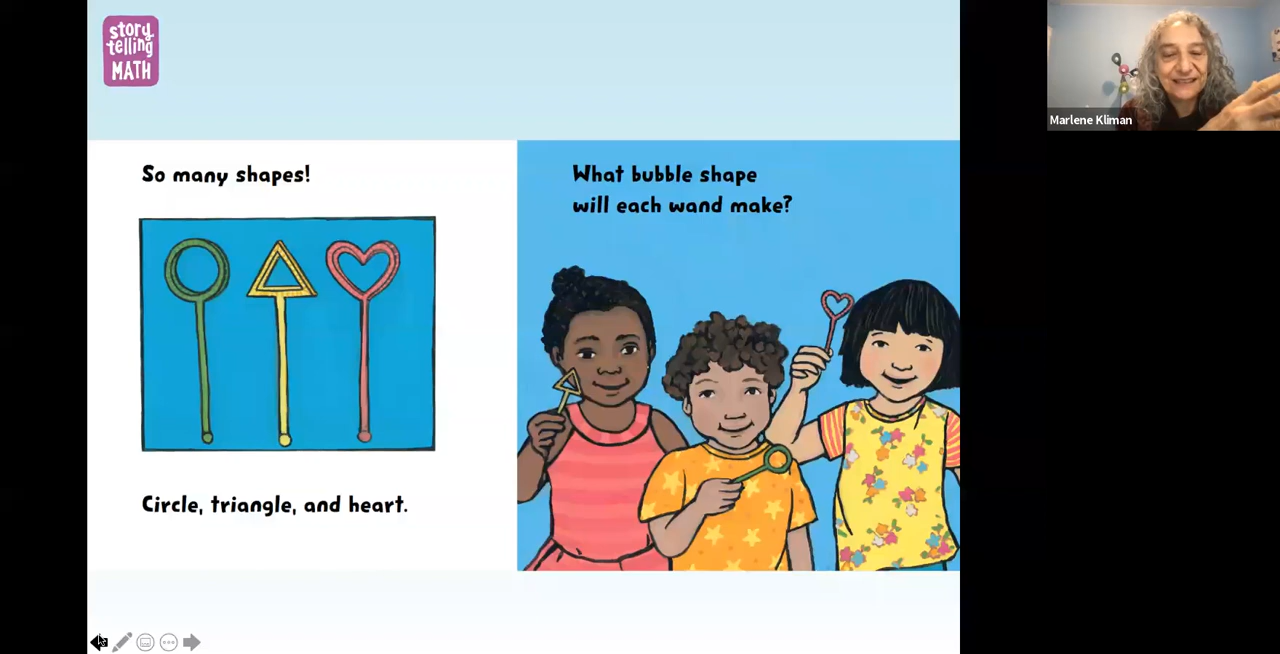 story
telling
MATH
So many shapes!
Circle, triangle, and heart.
What bubble shape
will each wand make?
Marlene Kliman